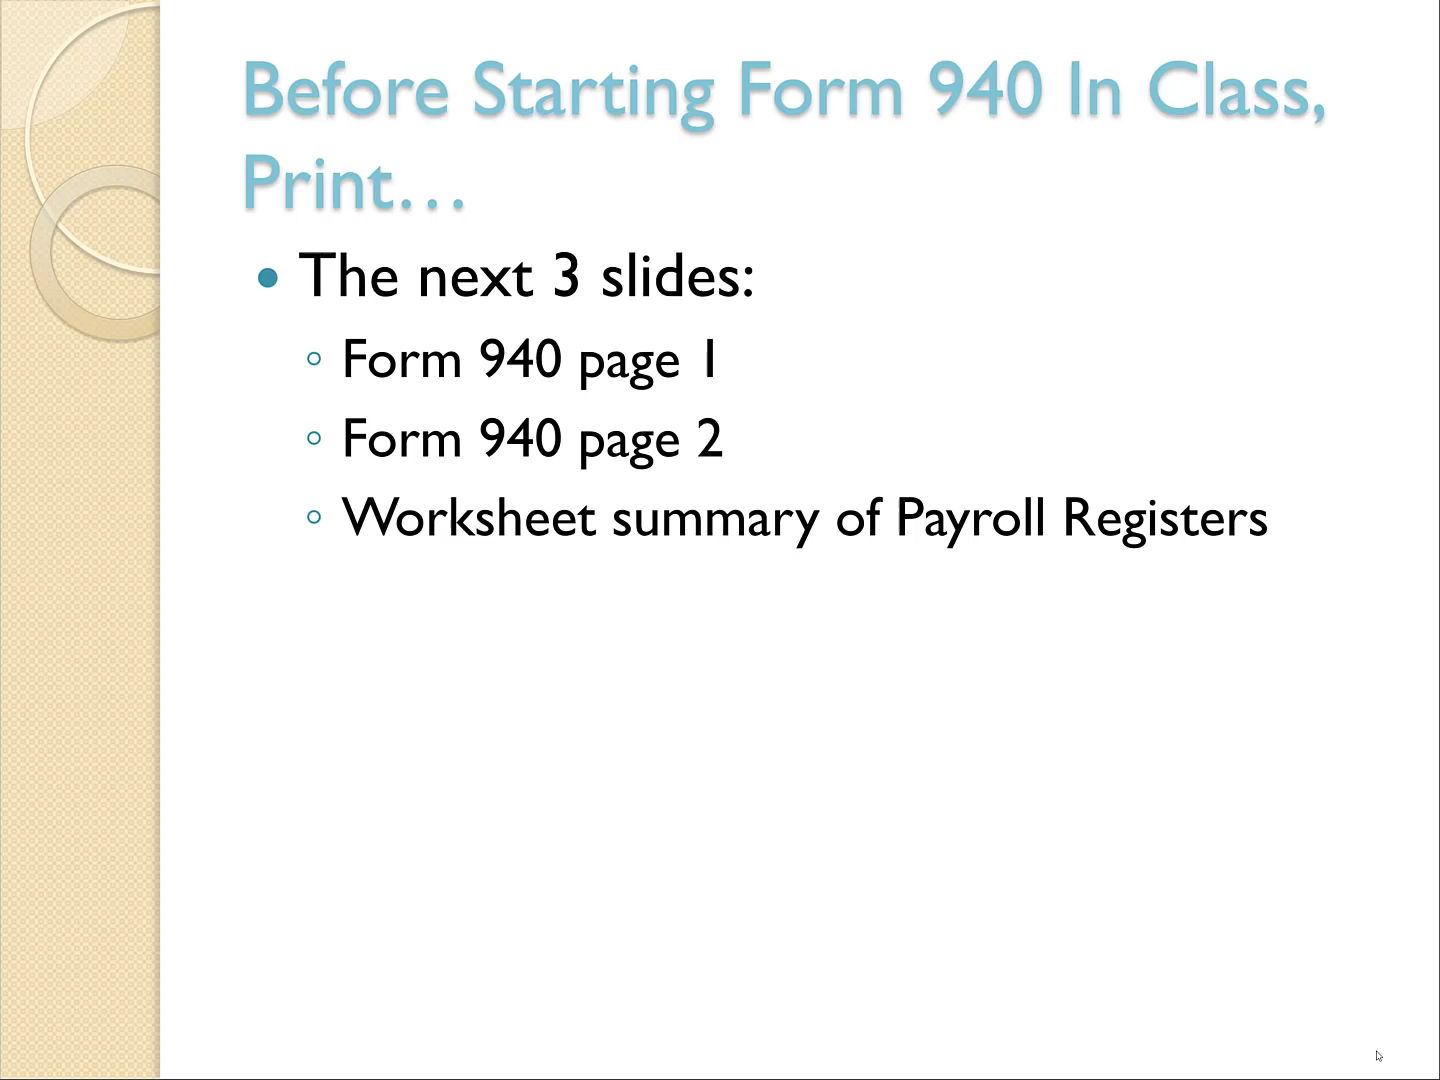 Before Starting Form 940 In Class,
Print…
The next 3 slides:
Form 940 page 1
Form 940 page 2
Worksheet summary of Payroll Registers